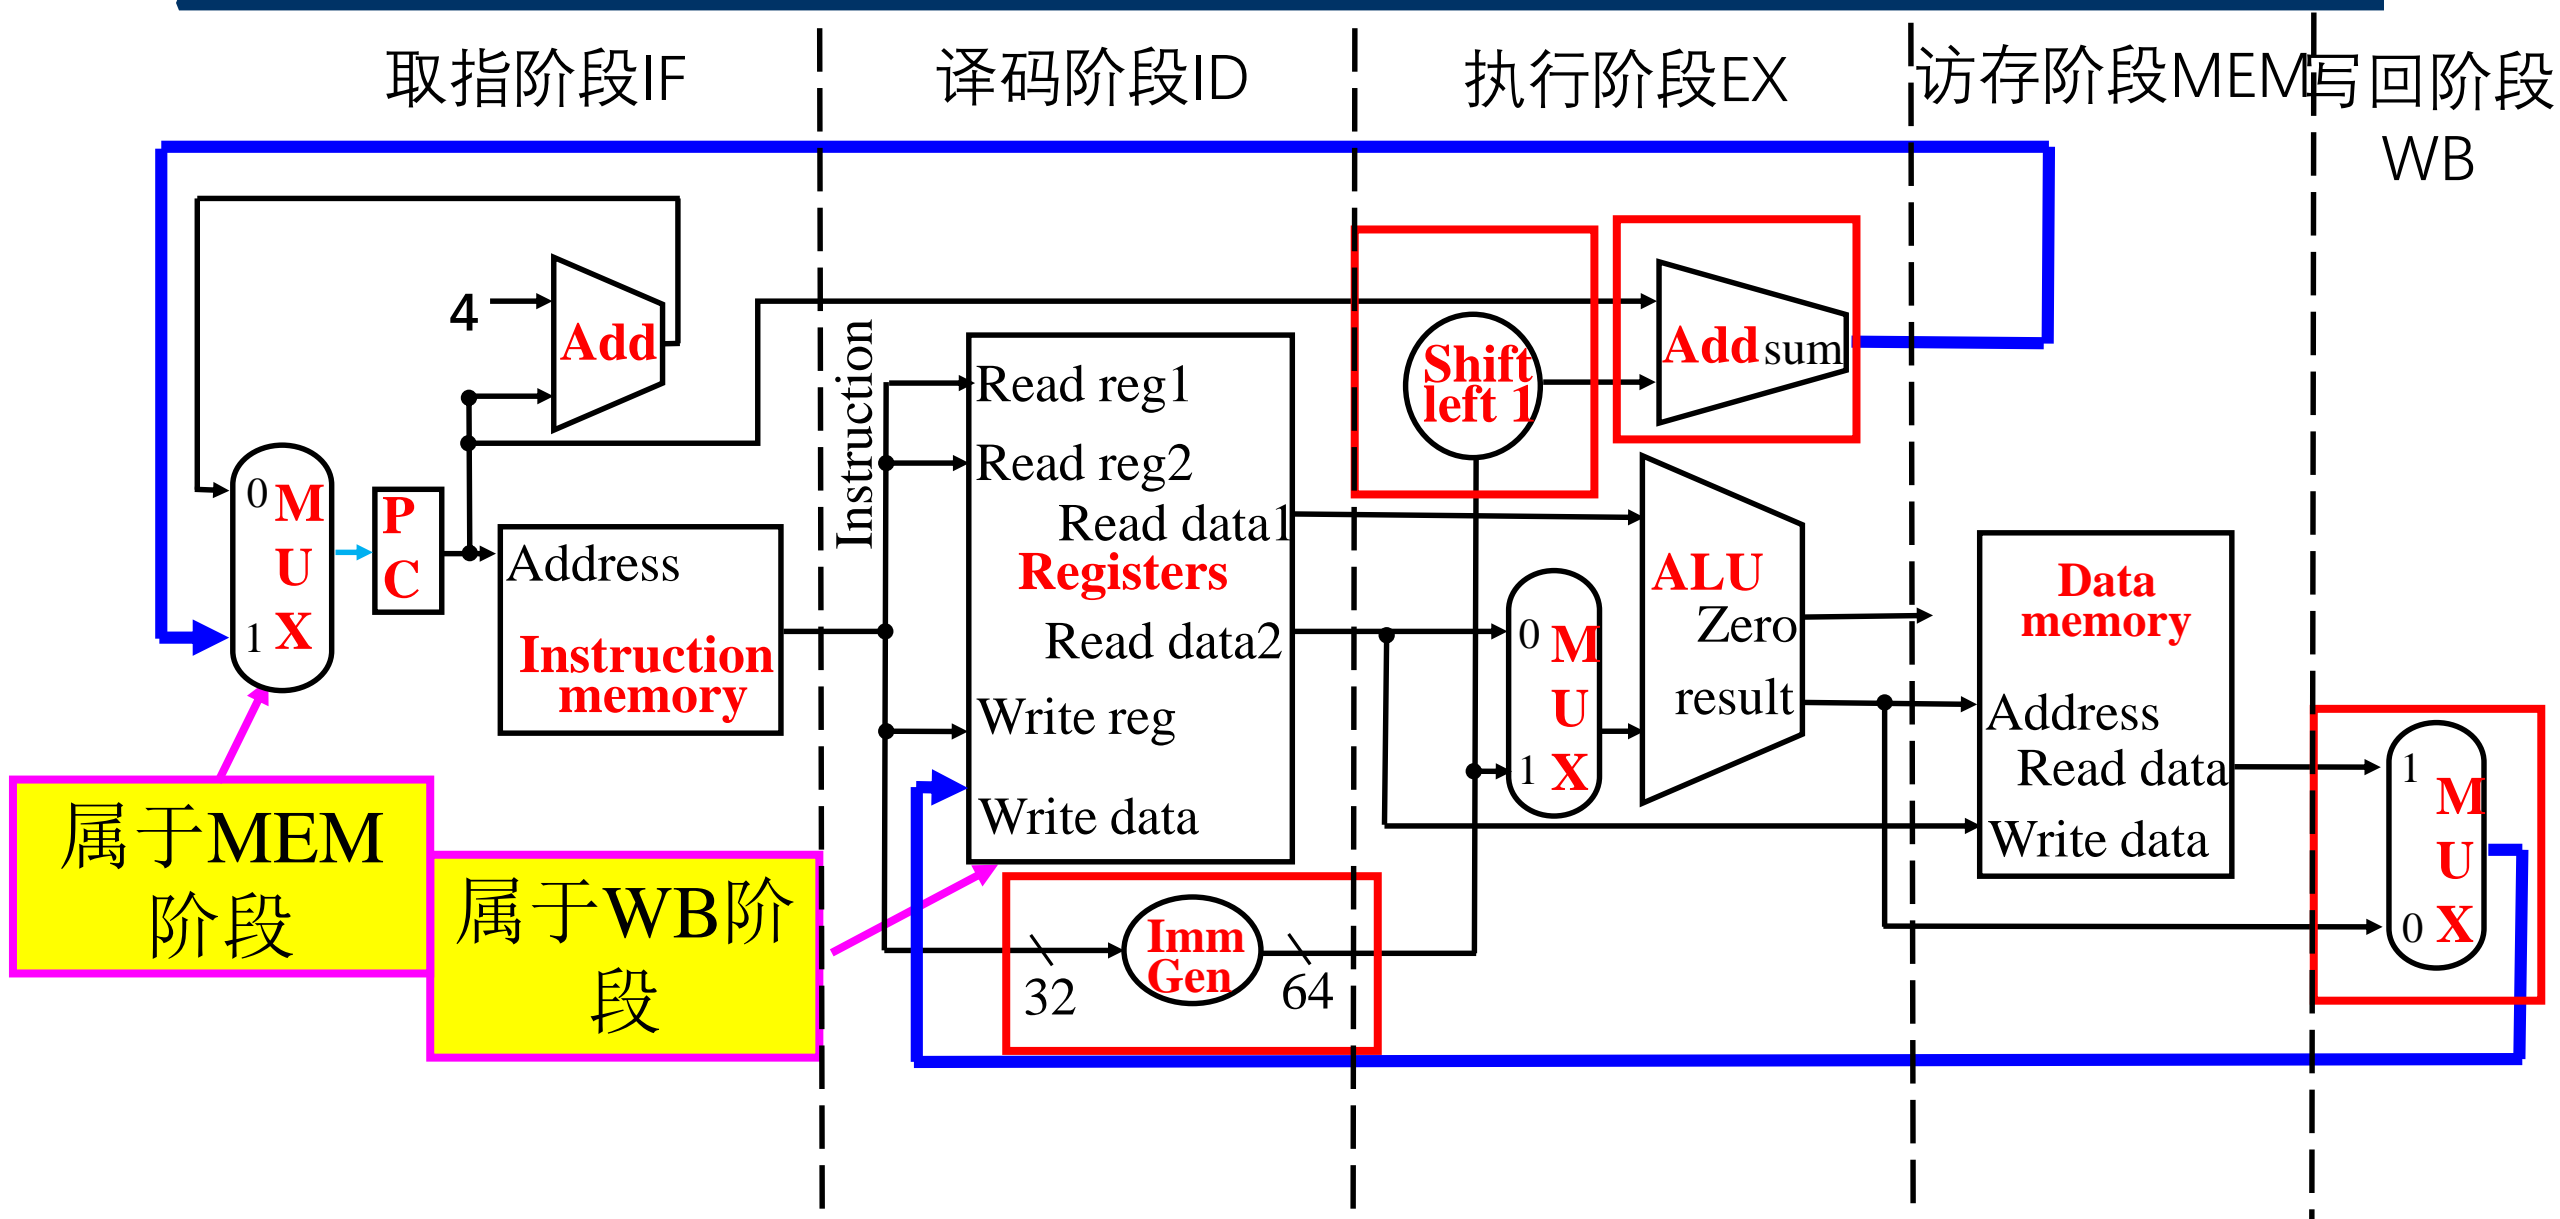 取指阶段IF
译码阶段ID
执行阶段EX
访存阶段MEM
写回阶段
WB
4
Add
0
M
U
X
1
P
C
Address
Instruction
memory
Instruction
Read reg1
Read reg2
Read data1
Registers
Read data2
Write reg
Write data
32
Imm
Gen
64
Shift
left 1
Add sum
0
M
U
X
1
ALU
Zero
result
Data
memory
Address
Read data
Write data
1
M
U
X
0
属于MEM
阶段
属于WB阶
段